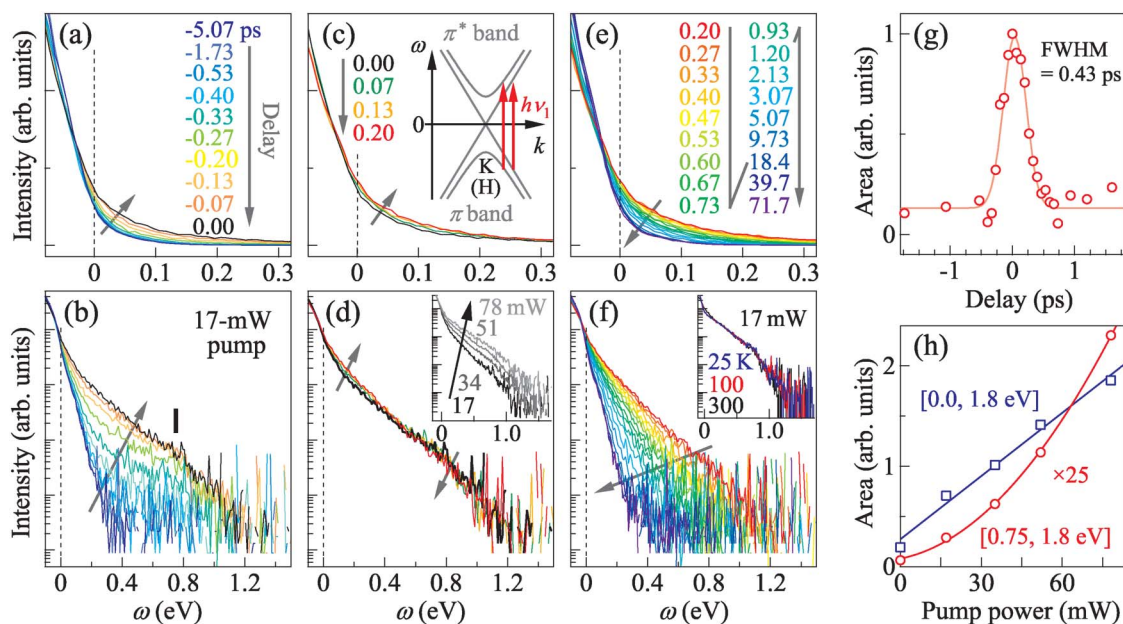 (a)
-5.07 ps
-1.73
-0.53
-0.40
-0.33
-0.27
-0.20
-0.13
-0.07
0.00
Delay
Intensity (arb. units)
0 0.1 0.2 0.3
(c)
0.00
0.07
0.13
0.20
ω
π* band
hν₁
k
K
(H)
π band
0 0.1 0.2 0.3
(e)
0.20 0.93
0.27 1.20
0.33 2.13
0.40 3.07
0.47 5.07
0.53 9.73
0.60 18.4
0.67 39.7
0.73 71.7
0 0.1 0.2 0.3
(g)
FWHM
= 0.43 ps
Area (arb. units)
1
0
-1 0 1
Delay (ps)
(b)
17-mW
pump
Intensity (arb. units)
0 0.4 0.8 1.2
ω (eV)
(d)
78 mW
51
34
17
0 1.0
0 0.4 0.8 1.2
ω (eV)
(f)
17 mW
25 K
100
300
0 1.0
0 0.4 0.8 1.2
ω (eV)
(h)
[0.0, 1.8 eV]
×25
[0.75, 1.8 eV]
Area (arb. units)
2
1
0
0 30 60
Pump power (mW)